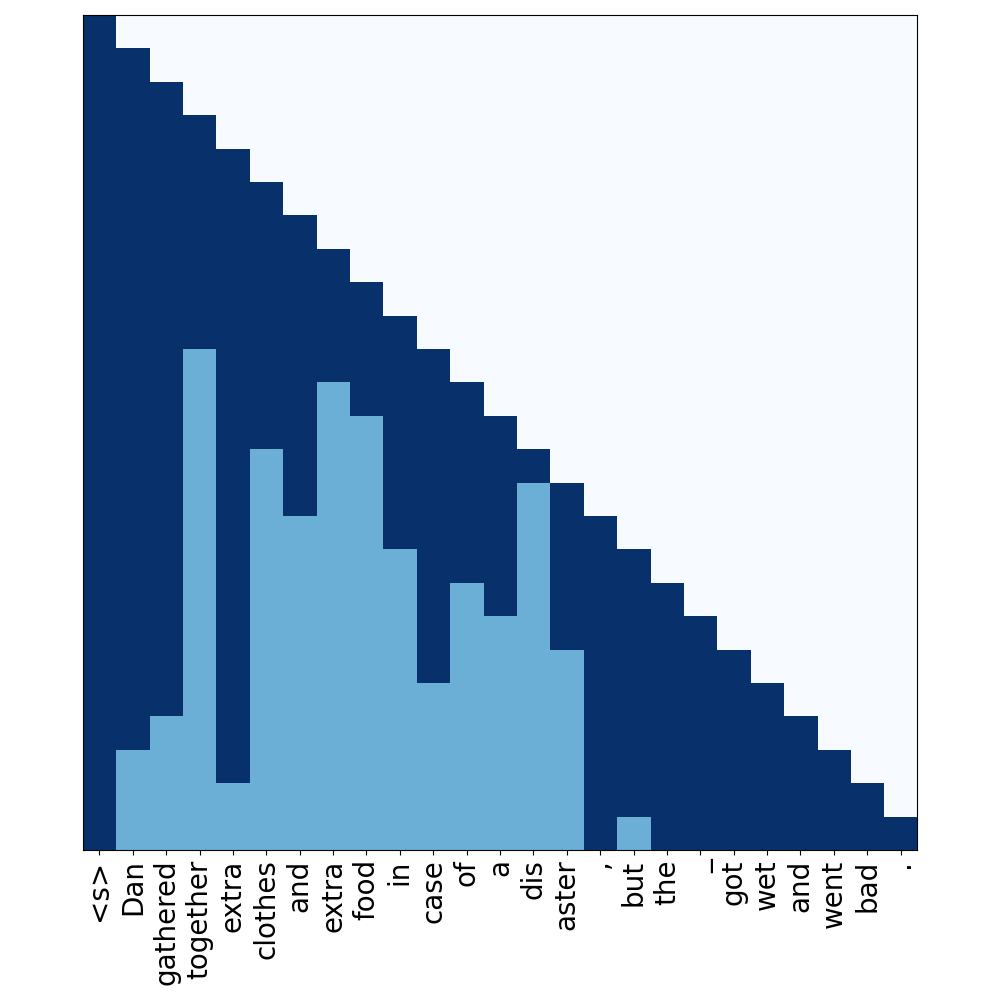 <s>
Dan
gathered
together
extra
clothes
and
extra
food
in
case
of
a
dis
aster
,
but
the
_
got
wet
and
went
bad
.